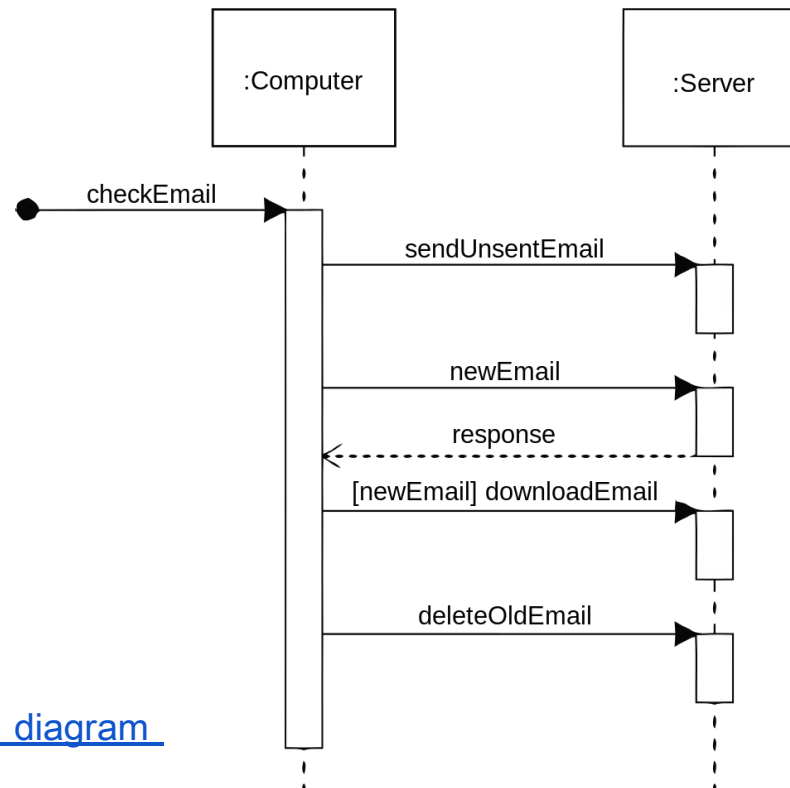 :Computer
:Server
checkEmail
sendUnsentEmail
newEmail
response
[newEmail] downloadEmail
deleteOldEmail
diagram